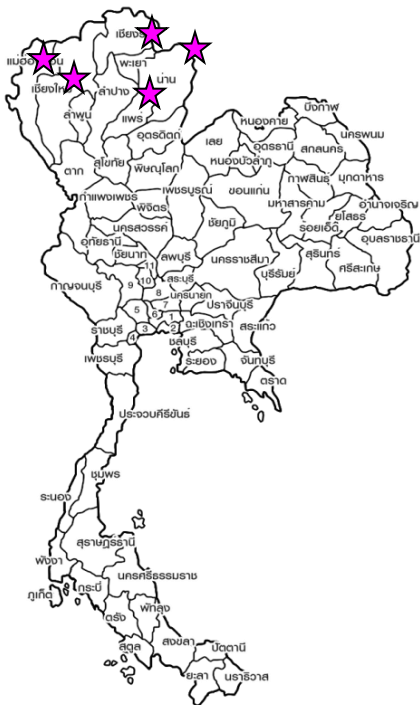 เชียงราย
แม่ฮ่องสอน
พะเยา
น่าน
เชียงใหม่
ลำปาง
บึงกาฬ
ลำพูน
แพร่
หนองคาย
อุตรดิตถ์
เลย
นครพนม
อุดรธานี
สกลนคร
หนองบัวลำภู
ตาก
สุโขทัย
พิษณุโลก
กาฬสินธุ์
มุกดาหาร
กำแพงเพชร
เพชรบูรณ์
ขอนแก่น
พิจิตร
มหาสารคาม
อำนาจเจริญ
ยโสธร
นครสวรรค์
ชัยภูมิ
ร้อยเอ็ด
อุบลราชธานี
อุทัยธานี
ชัยนาท
ลพบุรี
นครราชสีมา
สุรินทร์
บุรีรัมย์
ศรีสะเกษ
11
สระบุรี
กาญจนบุรี
9
10
8
นครนายก
7
ปราจีนบุรี
5
6
1
ฉะเชิงเทรา
สระแก้ว
ราชบุรี
3
2
4
ชลบุรี
เพชรบุรี
ระยอง
จันทบุรี
ตราด
ประจวบคีรีขันธ์
ชุมพร
ระนอง
สุราษฎร์ธานี
พังงา
นครศรีธรรมราช
ภูเก็ต
กระบี่
ตรัง
พัทลุง
สตูล
สงขลา
ปัตตานี
ยะลา
นราธิวาส